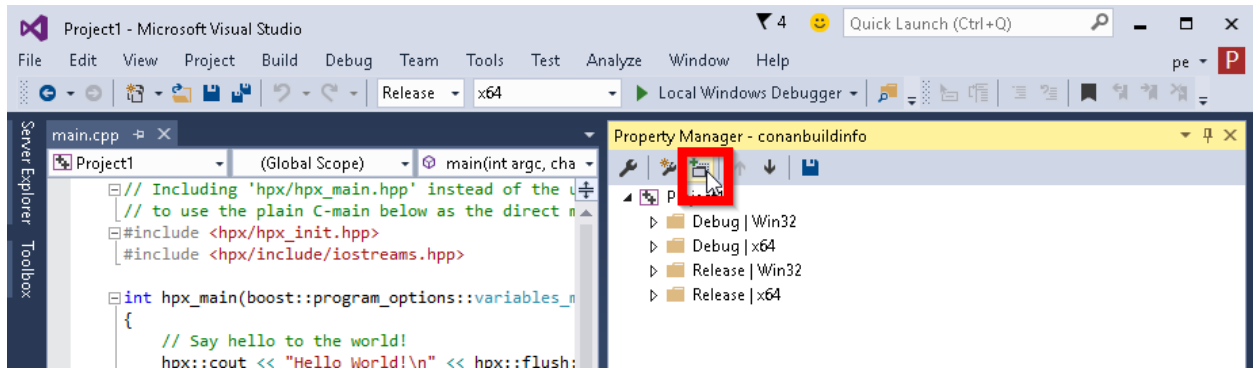 Project1 - Microsoft Visual Studio
4
Quick Launch (Ctrl+Q)
File Edit View Project Build Debug Team Tools Test Analyze Window Help
pe P
Release x64 Local Windows Debugger
Server Explorer
Toolbox
main.cpp
Project1 (Global Scope) main(int argc, cha
// Including 'hpx/hpx_main.hpp' instead of the u
// to use the plain C-main below as the direct m
#include <hpx/hpx_init.hpp>
#include <hpx/include/iostreams.hpp>
int hpx_main(boost::program_options::variables_m
{
// Say hello to the world!
hpx::cout << "Hello World!\n" << hpx::flush;
Property Manager - conanbuildinfo
Debug | Win32
Debug | x64
Release | Win32
Release | x64